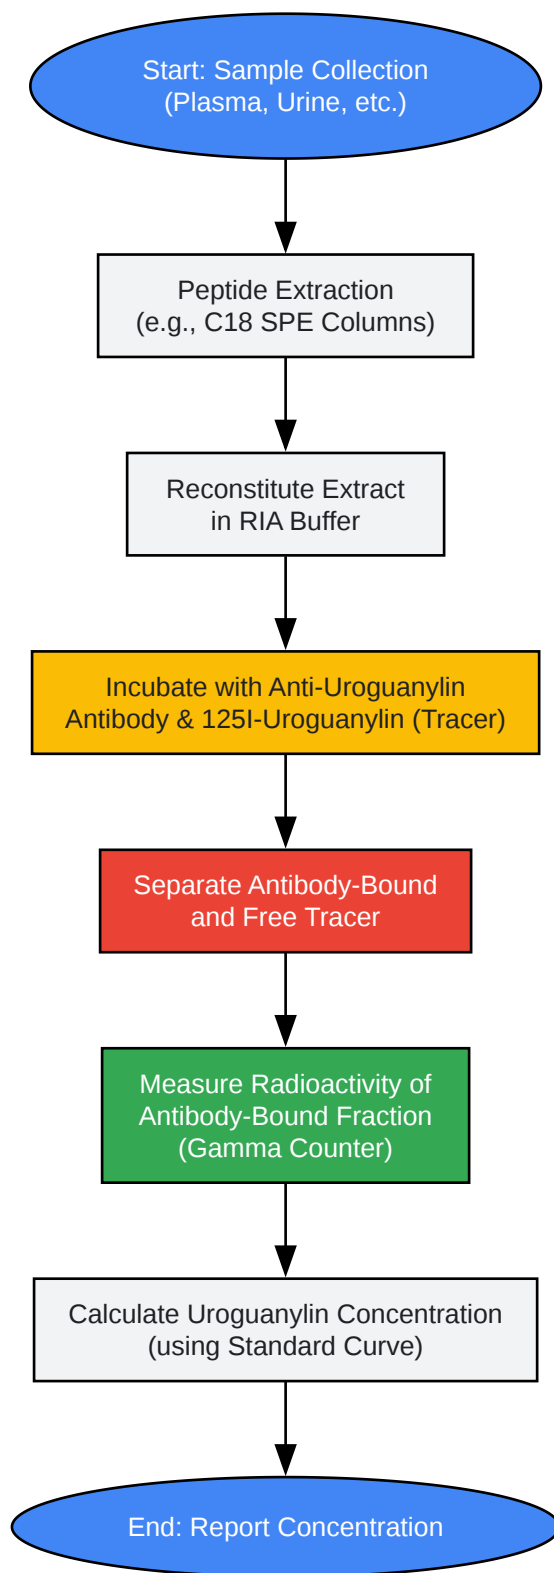 Start: Sample Collection
(Plasma, Urine, etc.)
Peptide Extraction
(e.g., C18 SPE Columns)
Reconstitute Extract
in RIA Buffer
Incubate with Anti-Uroguanylin
Antibody & 125I-Uroguanylin (Tracer)
Separate Antibody-Bound
and Free Tracer
Measure Radioactivity of
Antibody-Bound Fraction
(Gamma Counter)
Calculate Uroguanylin Concentration
(using Standard Curve)
End: Report Concentration